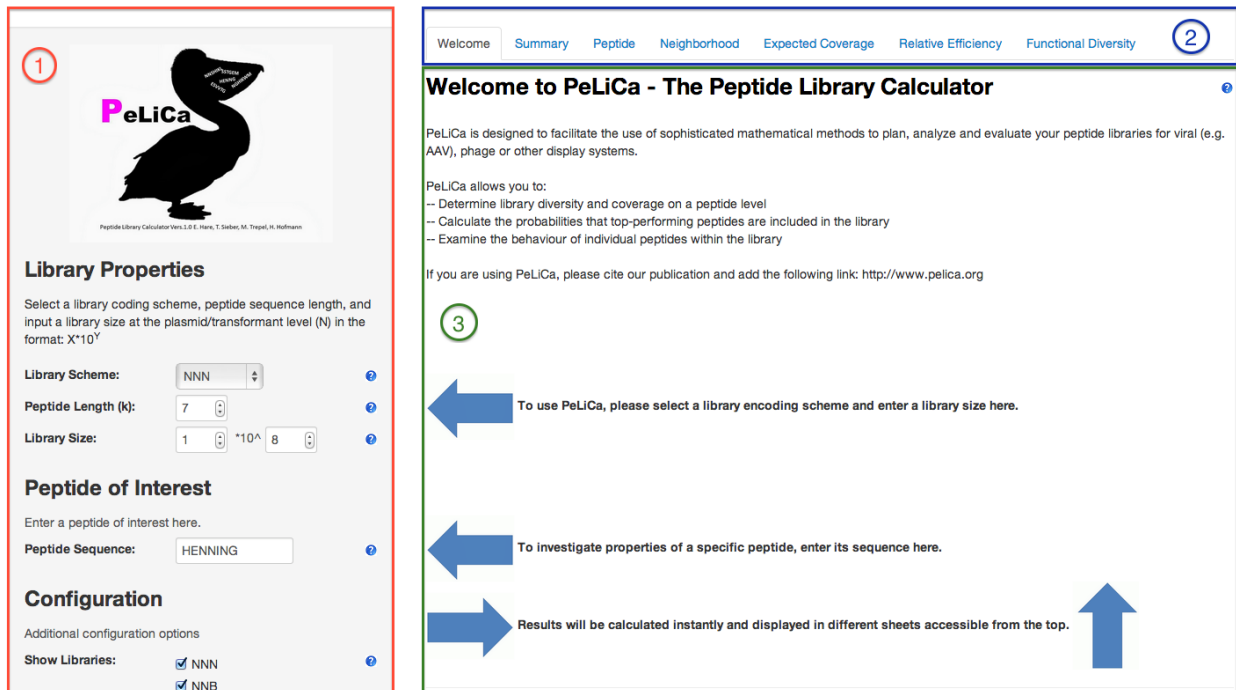 1
NNNNNN
ESTEEM
HENNG
PeLiCa
Peptide Library Calculator Vers.1.0 E. Hare, T. Sieber, M. Trepel, H. Hofmann
Library Properties
Select a library coding scheme, peptide sequence length, and
input a library size at the plasmid/transformant level (N) in the
format: X*10^Y
Library Scheme: NNN ?
Peptide Length (k): 7 ?
Library Size: 1 *10^ 8 ?
Peptide of Interest
Enter a peptide of interest here.
Peptide Sequence: HENNING ?
Configuration
Additional configuration options
Show Libraries: NNN ?
NNB
Welcome Summary Peptide Neighborhood Expected Coverage Relative Efficiency Functional Diversity 2
Welcome to PeLiCa - The Peptide Library Calculator ?
PeLiCa is designed to facilitate the use of sophisticated mathematical methods to plan, analyze and evaluate your peptide libraries for viral (e.g.
AAV), phage or other display systems.
PeLiCa allows you to:
-- Determine library diversity and coverage on a peptide level
-- Calculate the probabilities that top-performing peptides are included in the library
-- Examine the behaviour of individual peptides within the library
If you are using PeLiCa, please cite our publication and add the following link: http://www.pelica.org
3
To use PeLiCa, please select a library encoding scheme and enter a library size here.
To investigate properties of a specific peptide, enter its sequence here.
Results will be calculated instantly and displayed in different sheets accessible from the top.